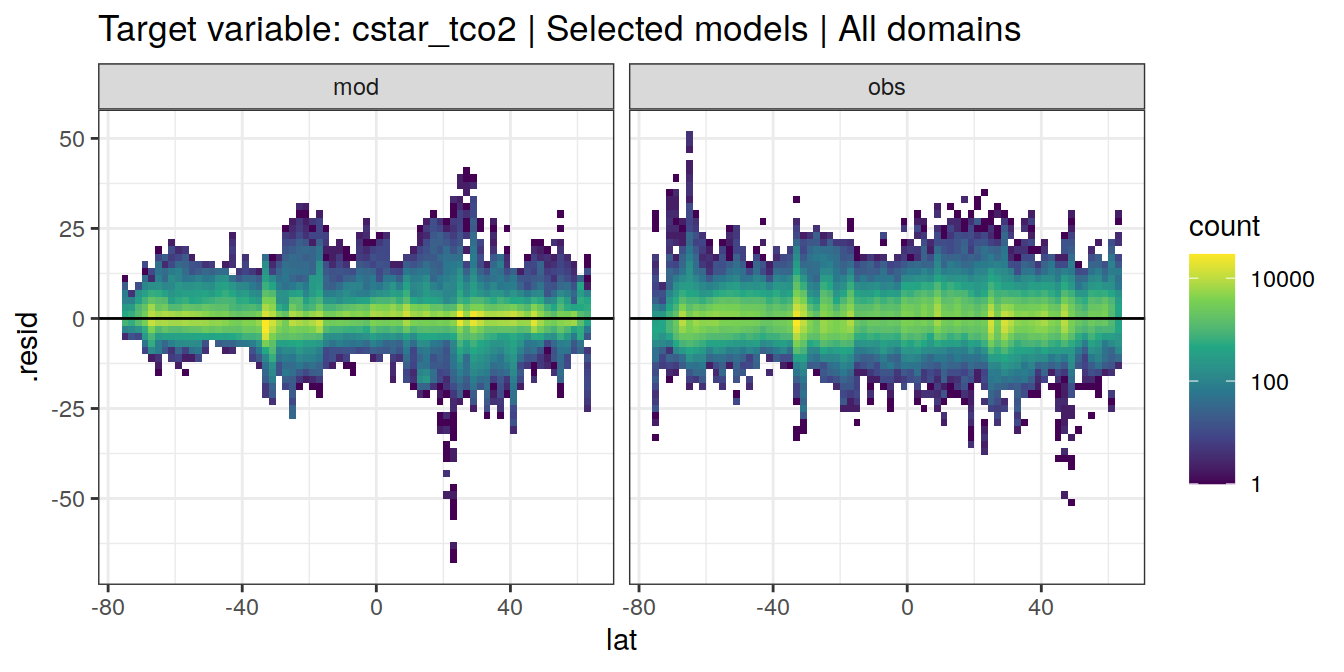 Target variable: cstar_tco2 | Selected models | All domains
mod
obs
50
25
0
-25
-50
.resid
-80
-40
0
40
-80
-40
0
40
lat
count
10000
100
1